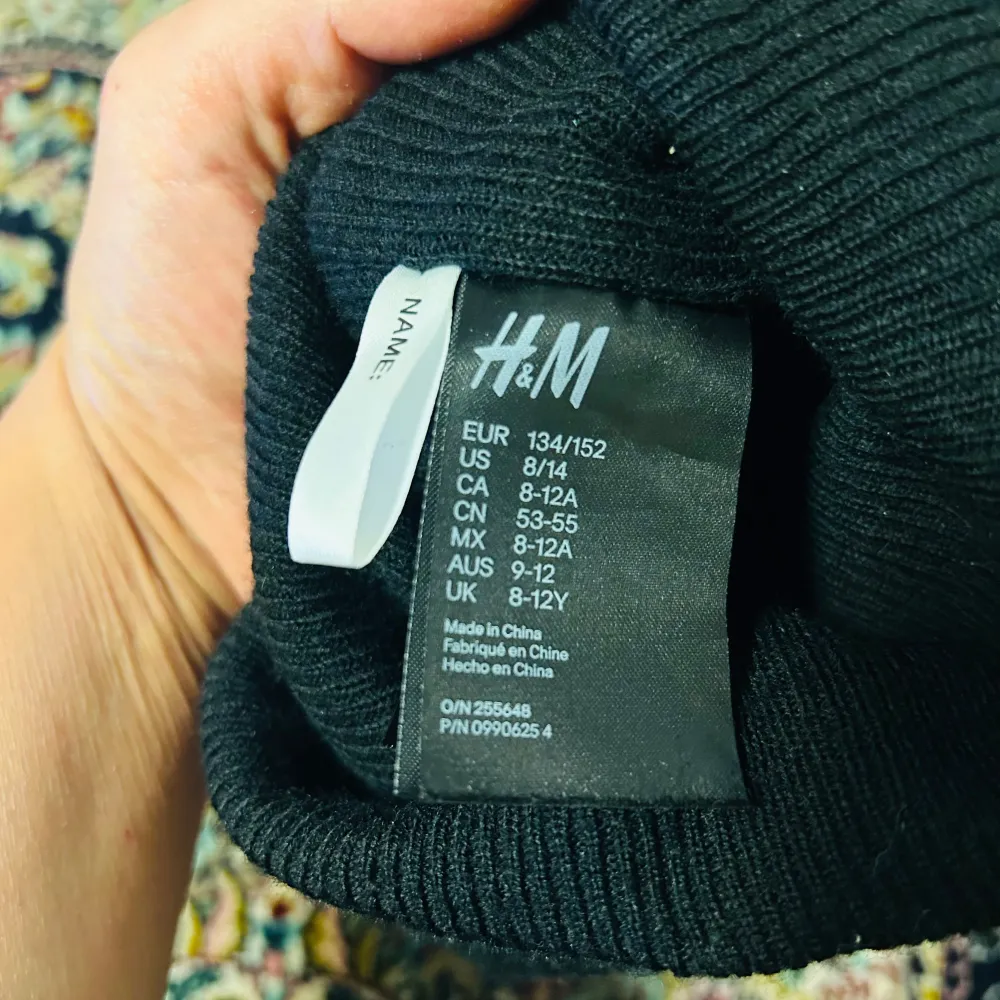 NAME:
H&M
EUR 134/152
US 8/14
CA 8-12A
CN 53-55
MX 8-12A
AUS 9-12
UK 8-12Y
Made in China
Fabriqué en Chine
Hecho en China
O/N 255648
P/N 0990625 4